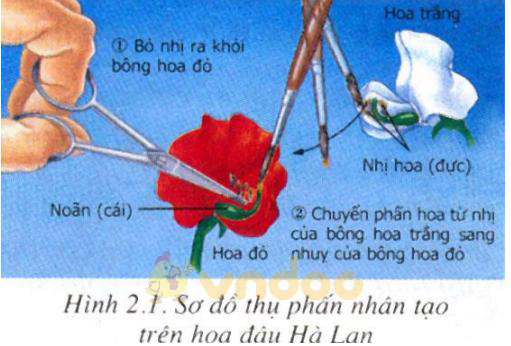 Hoa trắng
① Bỏ nhị ra khỏi
bông hoa đỏ
Nhị hoa (đực)
Noãn (cái)
② Chuyển phấn hoa từ nhị
của bông hoa trắng sang
nhuỵ của bông hoa đỏ
Hoa đỏ
vndoc
Hình 2.1. Sơ đồ thụ phấn nhân tạo
trên hoa đậu Hà Lan